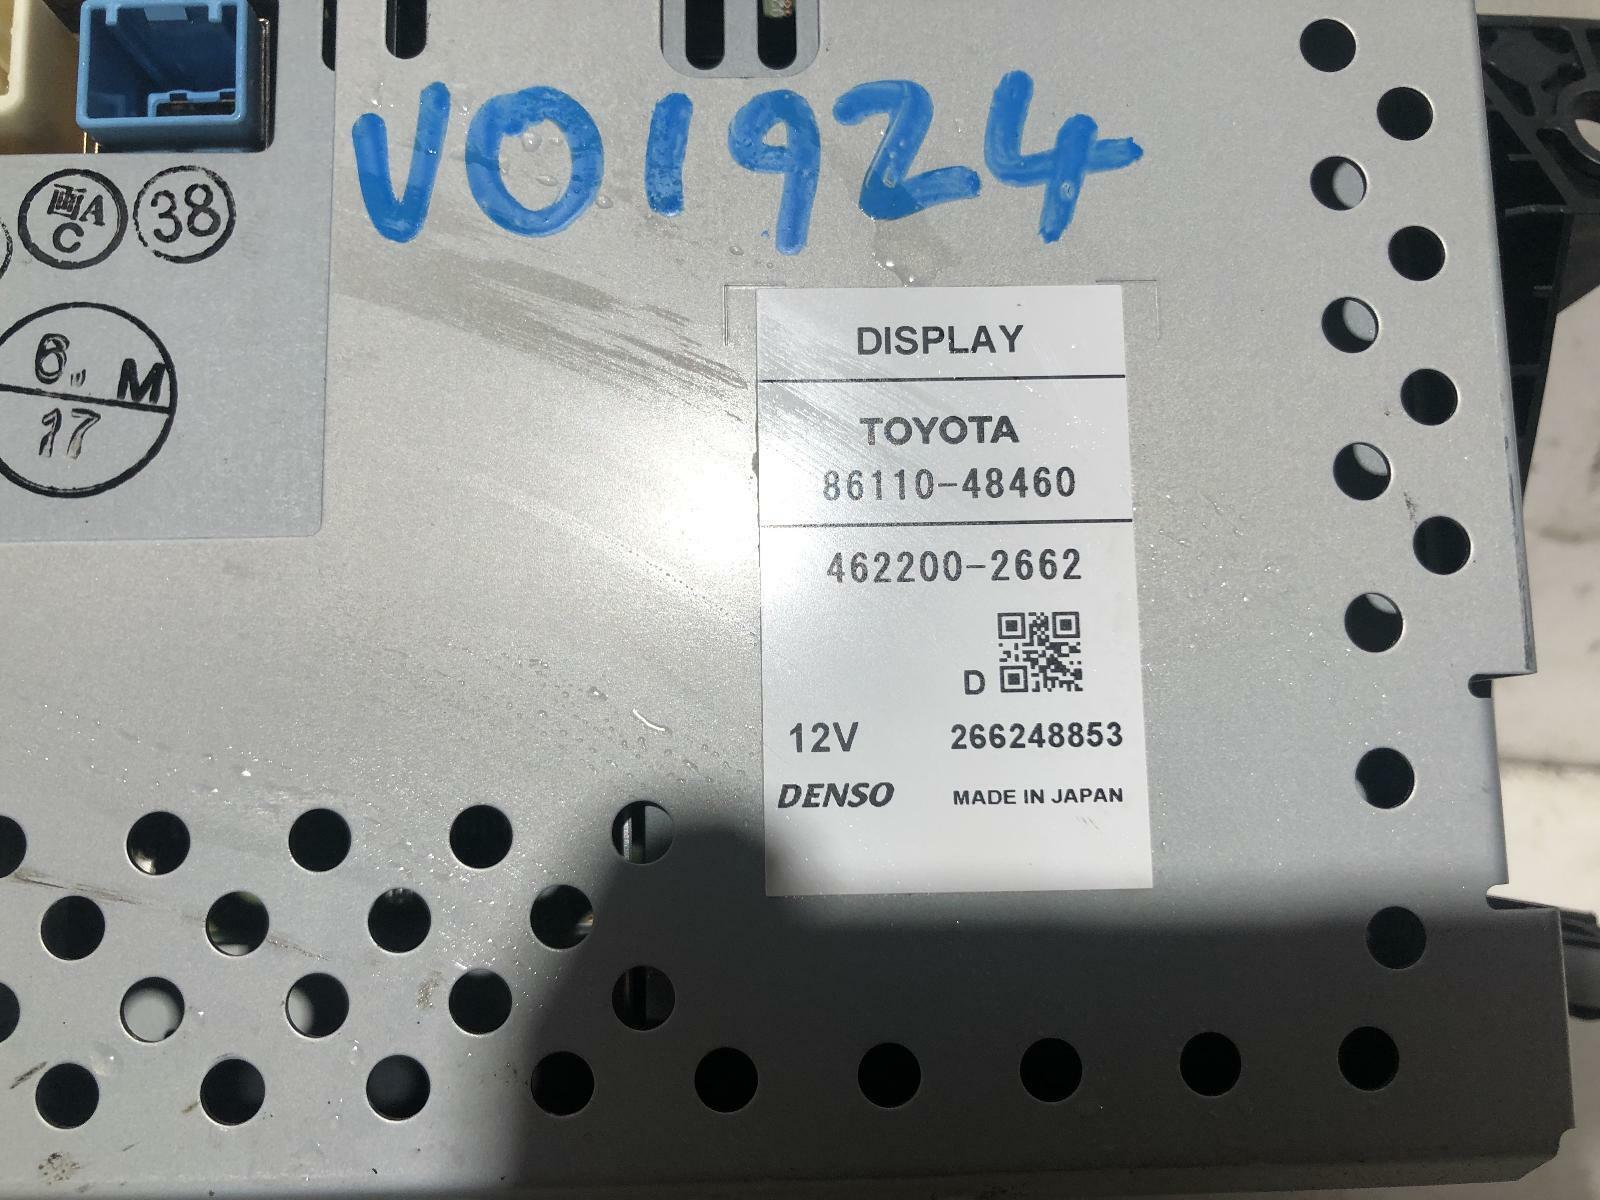 VO1924
画A
C
38
6 M
17
DISPLAY
TOYOTA
86110-48460
462200-2662
D
12V 266248853
DENSO MADE IN JAPAN